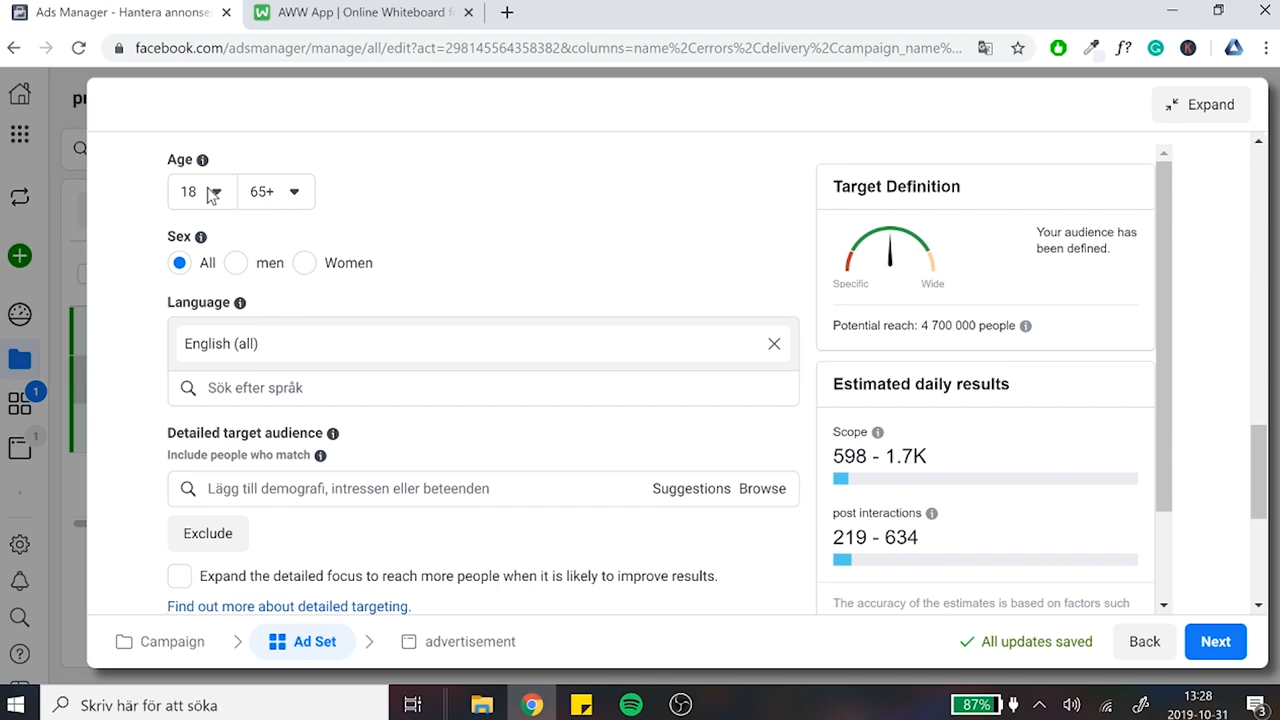 Ads Manager - Hantera annonser
AWW App | Online Whiteboard fo
facebook.com/adsmanager/manage/all/edit?act=298145564358382&columns=name%2Cerrors%2Cdelivery%2Ccampaign_name%...
f?
K
pr
Expand
Age
18
65+
Sex
All
men
Women
Language
English (all)
Sök efter språk
Detailed target audience
Include people who match
Lägg till demografi, intressen eller beteenden
Suggestions
Browse
Exclude
Expand the detailed focus to reach more people when it is likely to improve results.
Find out more about detailed targeting.
Target Definition
Your audience has
been defined.
Specific
Wide
Potential reach: 4 700 000 people
Estimated daily results
Scope
598 - 1.7K
post interactions
219 - 634
The accuracy of the estimates is based on factors such
1
1
Campaign
Ad Set
advertisement
All updates saved
Back
Next
Skriv här för att söka
87%
13:28
2019-10-31
3